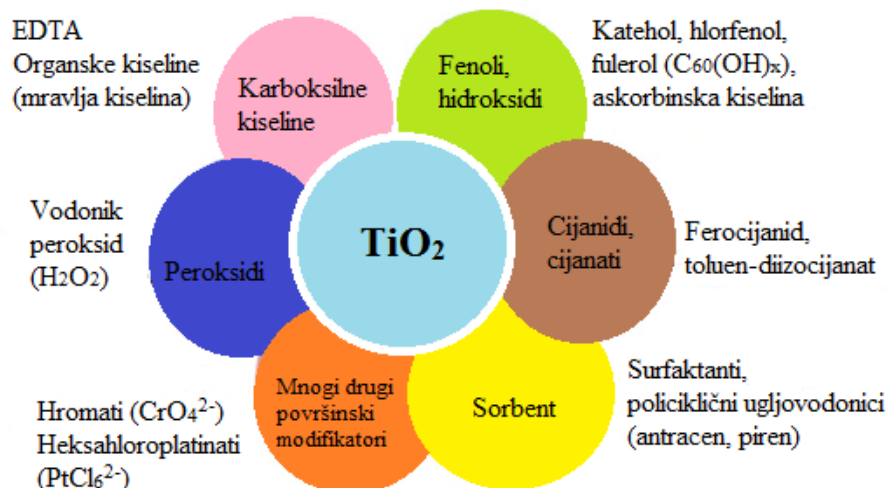 EDTA
Organske kiseline
(mravlja kiselina)
Karboksilne
kiseline
Fenoli,
hidroksidi
Katehol, hlorfenol,
fulerol (C₆₀(OH)ₓ),
askorbinska kiselina
Vodonik
peroksid
(H₂O₂)
Peroksidi
TiO₂
Cijanidi,
cijanati
Ferocijanid,
toluen-diizocijanat
Hromati (CrO₄²⁻)
Heksahloroplatinati
(PtCl₆²⁻)
Mnogi drugi
površinski
modifikatori
Sorbent
Surfaktanti,
policiklični ugljovodonici
(antracen, piren)